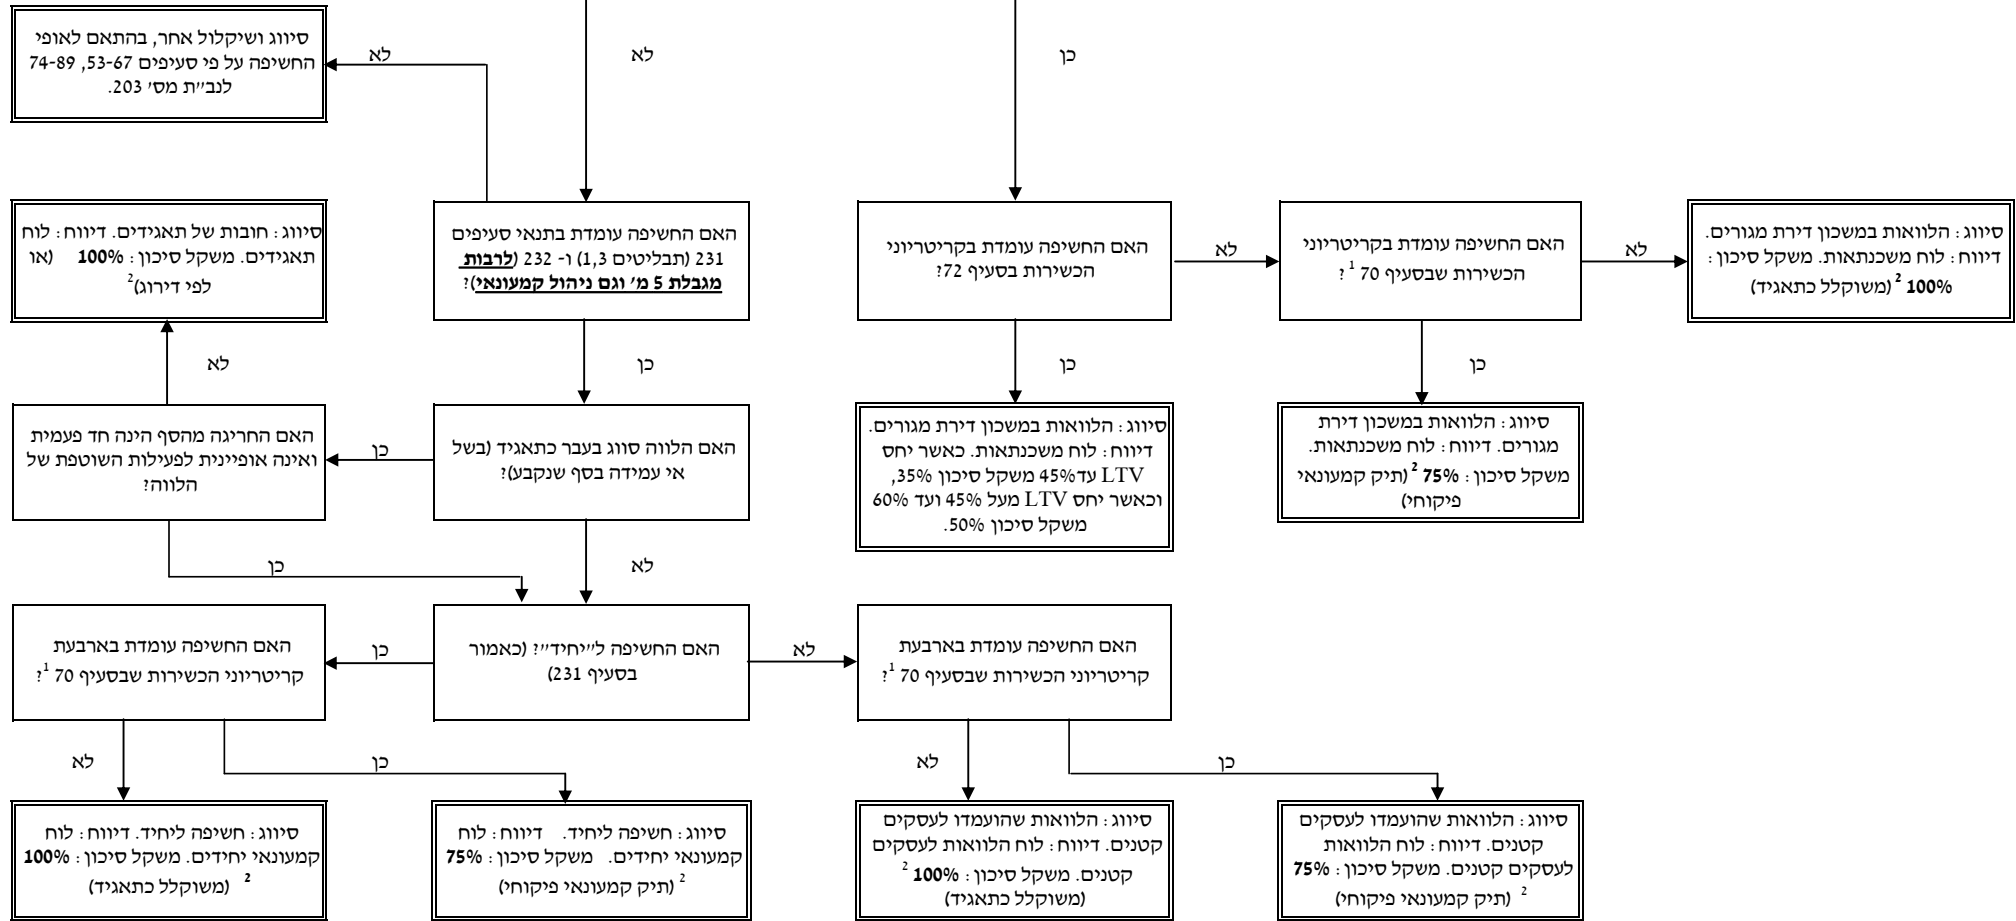 כן
לא
לא
סיווג ושיקלול אחר, בהתאם לאופי
החשיפה על פי סעיפים 53-67, 74-89
לנב״ת מס׳ 203.
סיווג: הלוואות במשכון דירת מגורים.
דיווח: לוח משכנתאות. משקל סיכון:
100% 2 (משוקלל כתאגיד)
לא
האם החשיפה עומדת בקריטריוני
הכשירות שבסעיף 70 1?
לא
האם החשיפה עומדת בקריטריוני
הכשירות בסעיף 72?
האם החשיפה עומדת בתנאי סעיפים
231 (תבליטים 1,3) ו- 232 (לרבות
מגבלת 5 מ׳ וגם ניהול קמעונאי)?
סיווג: חובות של תאגידים. דיווח: לוח
תאגידים. משקל סיכון: 100% (או
לפי דירוג)2
כן
כן
כן
לא
סיווג: הלוואות במשכון דירת
מגורים. דיווח: לוח משכנתאות.
משקל סיכון: 75% 2 (תיק קמעונאי
פיקוחי)
סיווג: הלוואות במשכון דירת מגורים.
דיווח: לוח משכנתאות. כאשר יחס
LTV עד 45% משקל סיכון 35%,
וכאשר יחס LTV מעל 45% ועד 60%
משקל סיכון 50%.
האם הלווה סווג בעבר כתאגיד (בשל
אי עמידה בסף שנקבע)?
כן
האם החריגה מהסף הינה חד פעמית
ואינה אופיינית לפעילות השוטפת של
הלווה?
לא
כן
האם החשיפה עומדת בארבעת
קריטריוני הכשירות שבסעיף 70 1?
לא
האם החשיפה ל״יחיד״? (כאמור
בסעיף 231)
כן
האם החשיפה עומדת בארבעת
קריטריוני הכשירות שבסעיף 70 1?
כן
לא
כן
לא
סיווג: הלוואות שהועמדו לעסקים
קטנים. דיווח: לוח הלוואות
לעסקים קטנים. משקל סיכון: 75%
2 (תיק קמעונאי פיקוחי)
סיווג: הלוואות שהועמדו לעסקים
קטנים. דיווח: לוח הלוואות לעסקים
קטנים. משקל סיכון: 100% 2
(משוקלל כתאגיד)
סיווג: חשיפה ליחיד. דיווח: לוח
קמעונאי יחידים. משקל סיכון: 75%
2 (תיק קמעונאי פיקוחי)
סיווג: חשיפה ליחיד. דיווח: לוח
קמעונאי יחידים. משקל סיכון: 100%
2 (משוקלל כתאגיד)